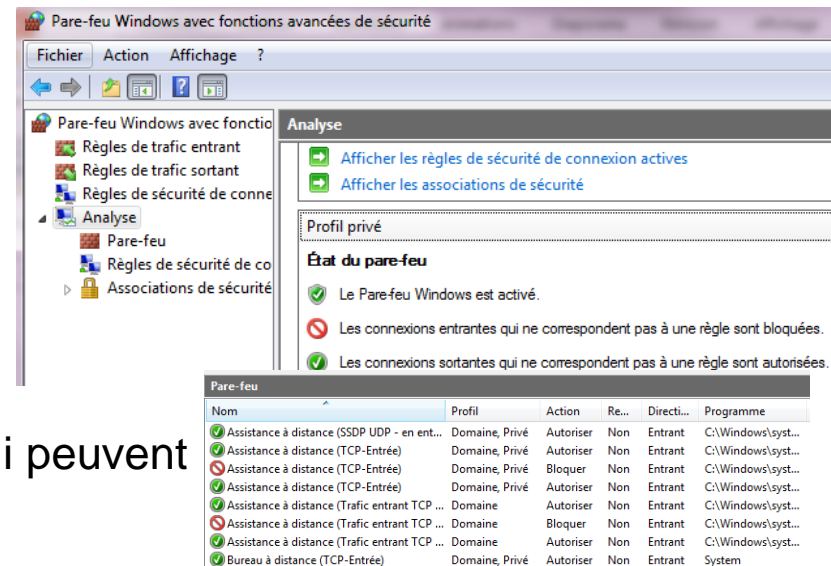 Pare-feu Windows avec fonctions avancées de sécurité
Fichier Action Affichage ?
Pare-feu Windows avec fonctio
Règles de trafic entrant
Règles de trafic sortant
Règles de sécurité de conne
Analyse
Pare-feu
Règles de sécurité de co
Associations de sécurité
Analyse
Afficher les règles de sécurité de connexion actives
Afficher les associations de sécurité
Profil privé
État du pare-feu
Le Pare-feu Windows est activé.
Les connexions entrantes qui ne correspondent pas à une règle sont bloquées.
Les connexions sortantes qui ne correspondent pas à une règle sont autorisées.
i peuvent
Pare-feu
Nom Profil Action Re... Directi... Programme
Assistance à distance (SSDP UDP - en ent... Domaine, Privé Autoriser Non Entrant C:\Windows\syst...
Assistance à distance (TCP-Entrée) Domaine, Privé Autoriser Non Entrant C:\Windows\syst...
Assistance à distance (TCP-Entrée) Domaine, Privé Bloquer Non Entrant C:\Windows\syst...
Assistance à distance (TCP-Entrée) Domaine, Privé Autoriser Non Entrant C:\Windows\syst...
Assistance à distance (Trafic entrant TCP ... Domaine Autoriser Non Entrant C:\Windows\syst...
Assistance à distance (Trafic entrant TCP ... Domaine Bloquer Non Entrant C:\Windows\syst...
Assistance à distance (Trafic entrant TCP ... Domaine Autoriser Non Entrant C:\Windows\syst...
Bureau à distance (TCP-Entrée) Domaine, Privé Autoriser Non Entrant System